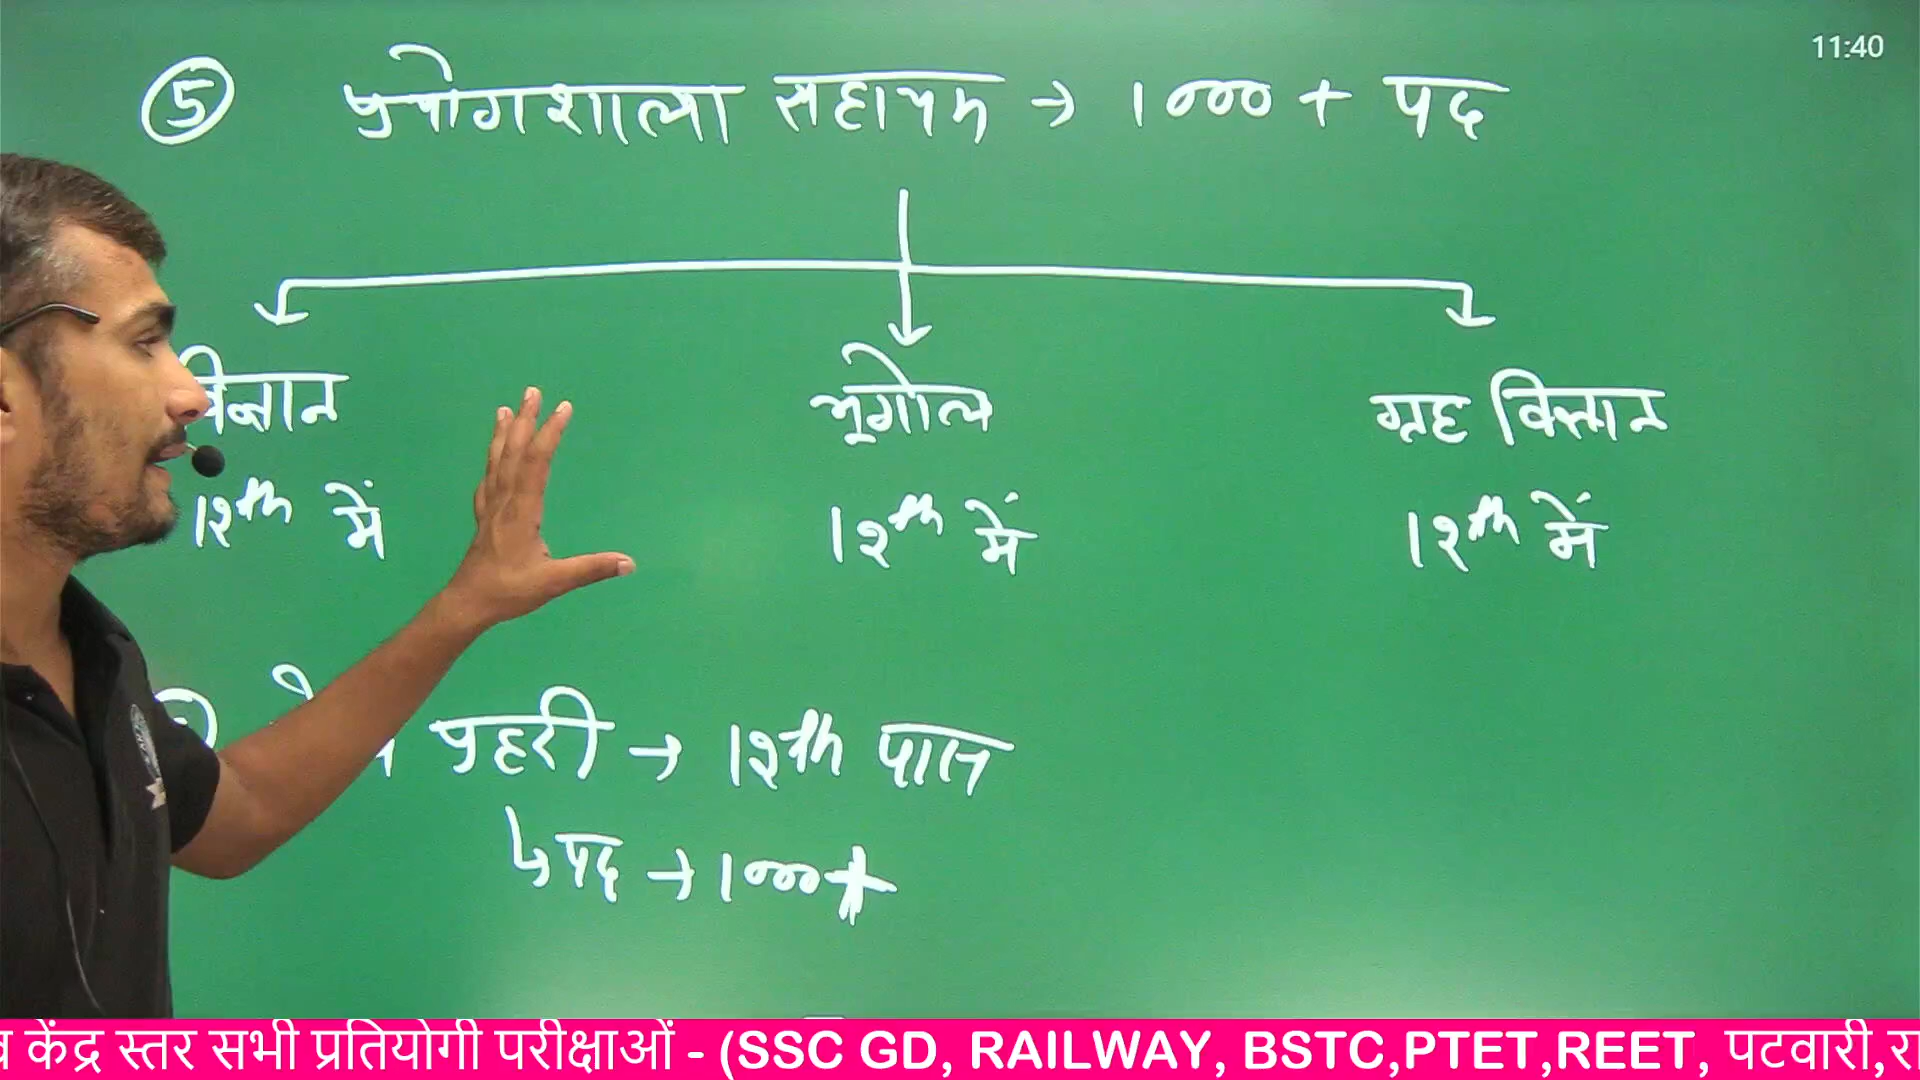 11:40
⑤ प्रयोगशाला सहायक → 1000 + पद
विज्ञान भूगोल ग्रह विज्ञान
12th में 12th में 12th में
प्रहरी → 12th पास
↳ पद → 1000+
केंद्र स्तर सभी प्रतियोगी परीक्षाओं - (SSC GD, RAILWAY, BSTC,PTET,REET, पटवारी,